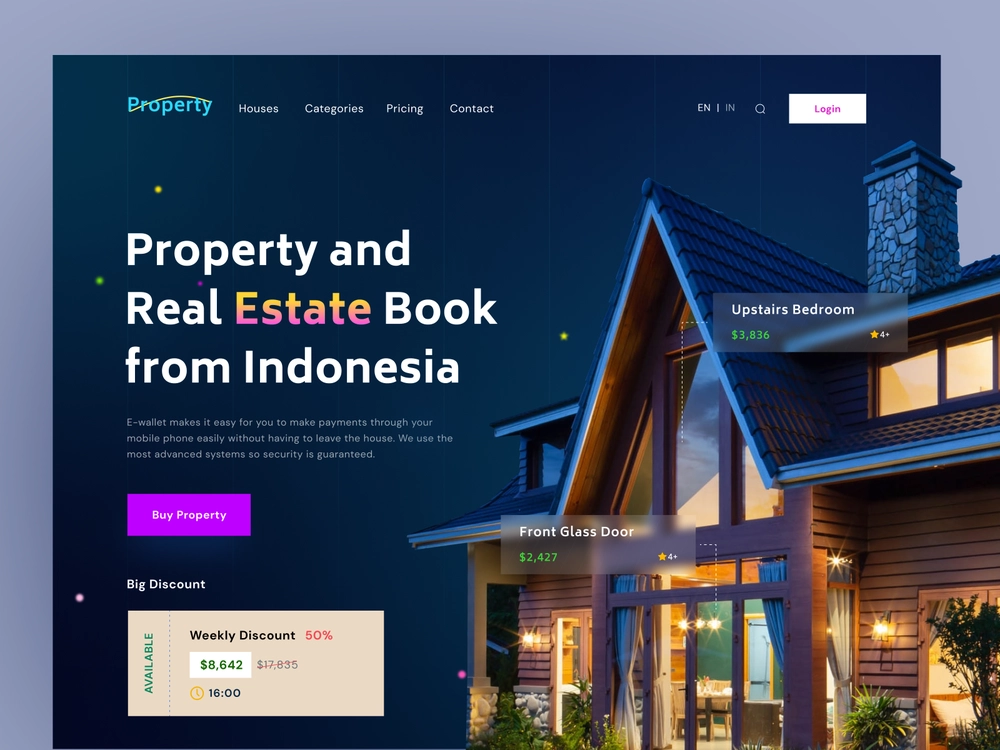 Property
Houses
Categories
Pricing
Contact
EN | IN
Login
Property and
Real Estate Book
from Indonesia
E-wallet makes it easy for you to make payments through your
mobile phone easily without having to leave the house. We use the
most advanced systems so security is guaranteed.
Buy Property
Upstairs Bedroom
$3,836
4+
Front Glass Door
$2,427
4+
Big Discount
AVAILABLE
Weekly Discount 50%
$8,642 $17,835
16:00